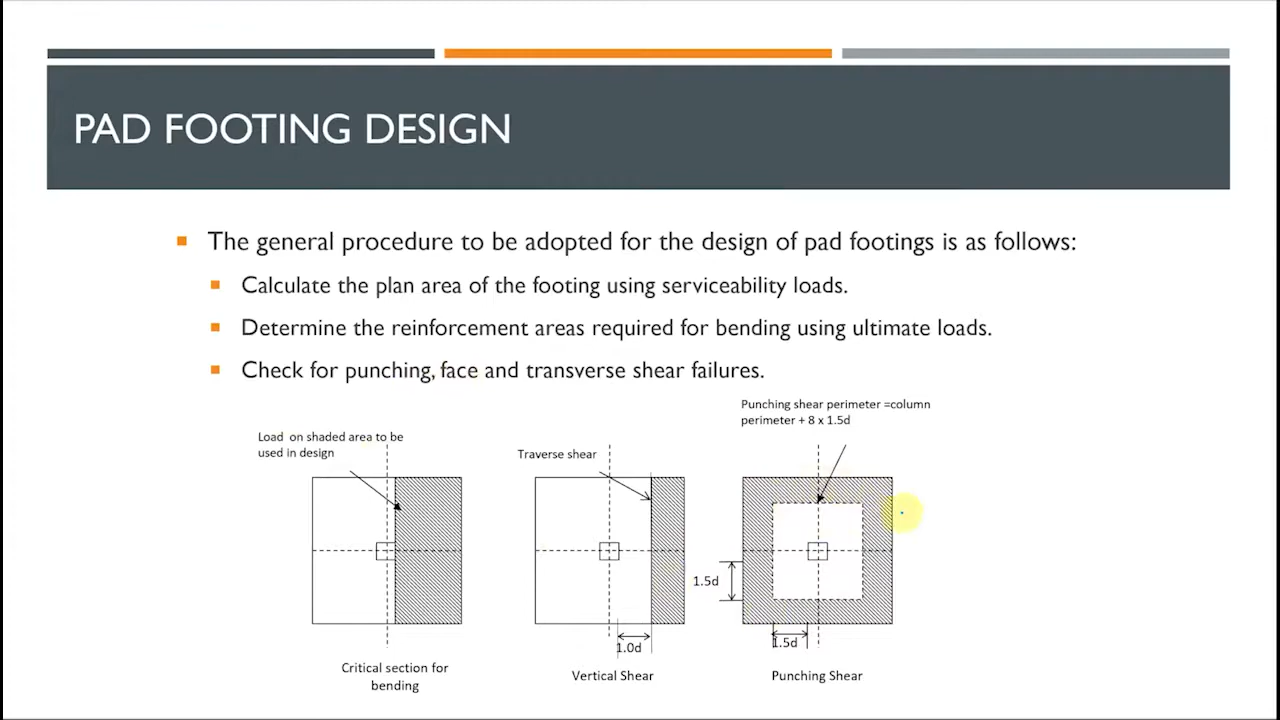 PAD FOOTING DESIGN
The general procedure to be adopted for the design of pad footings is as follows:
Calculate the plan area of the footing using serviceability loads.
Determine the reinforcement areas required for bending using ultimate loads.
Check for punching, face and transverse shear failures.
Punching shear perimeter =column
perimeter + 8 x 1.5d
Load on shaded area to be
used in design
Traverse shear
1.5d
1.0d
1.5d
Critical section for
bending
Vertical Shear
Punching Shear